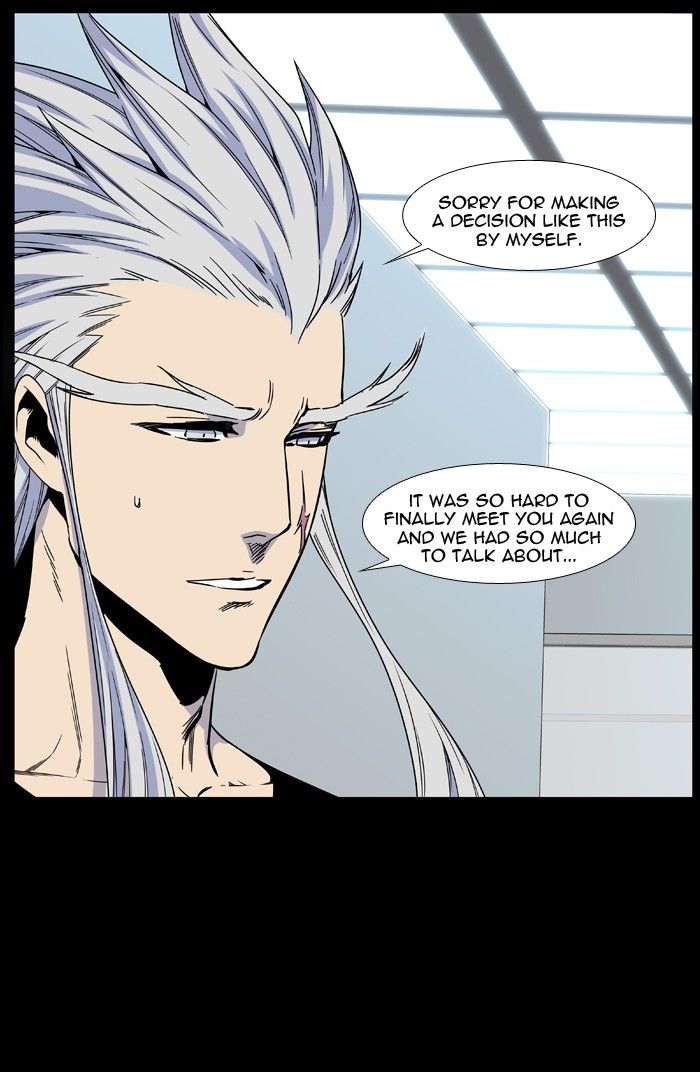 SORRY FOR MAKING
A DECISION LIKE THIS
BY MYSELF.
IT WAS SO HARD TO
FINALLY MEET YOU AGAIN
AND WE HAD SO MUCH
TO TALK ABOUT...